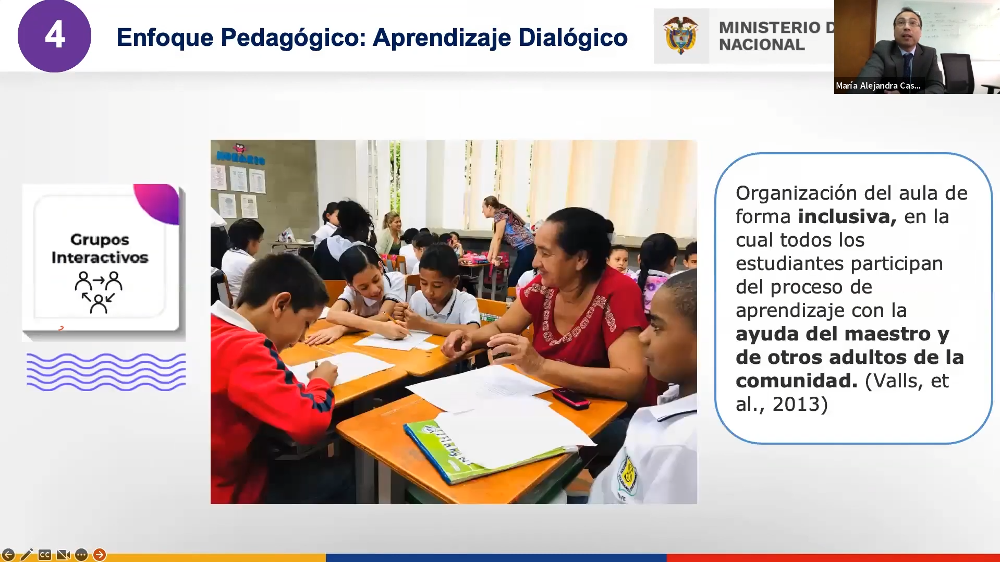 4
Enfoque Pedagógico: Aprendizaje Dialógico
MINISTERIO D
NACIONAL
María Alejandra Cas...
HORARIO
Grupos
Interactivos
Organización del aula de
forma inclusiva, en la
cual todos los
estudiantes participan
del proceso de
aprendizaje con la
ayuda del maestro y
de otros adultos de la
comunidad. (Valls, et
al., 2013)
CC